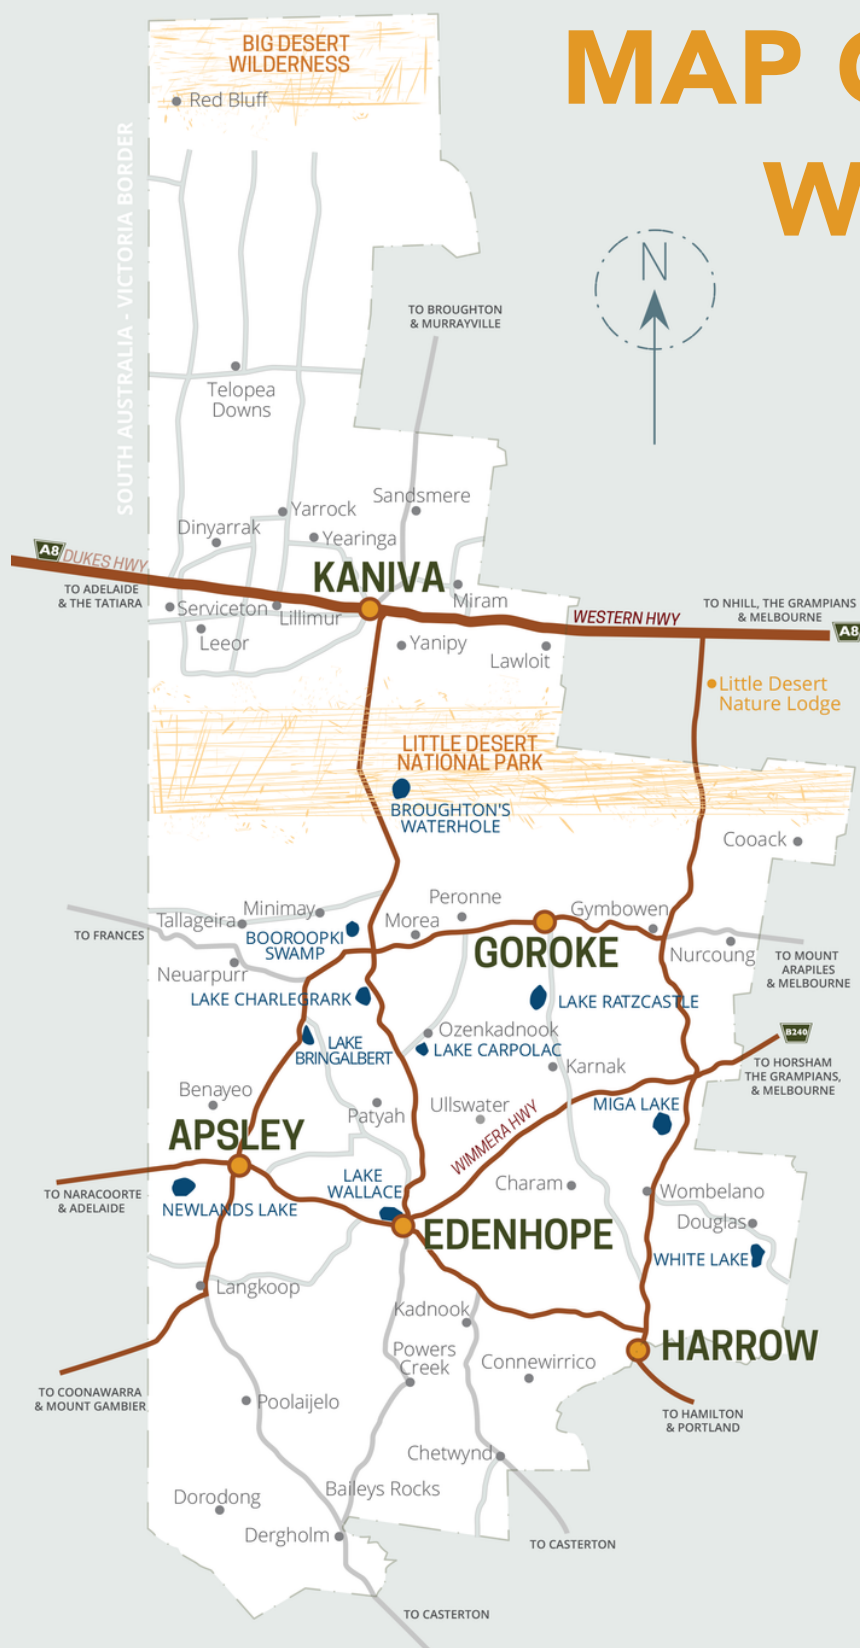 MAP
W
BIG DESERT
WILDERNESS
Red Bluff
SOUTH AUSTRALIA - VICTORIA BORDER
N
TO BROUGHTON
& MURRAYVILLE
Telopea
Downs
Sandsmere
Yarrock
Dinyarrak
Yearinga
A8
DUKES HWY
KANIVA
TO ADELAIDE
& THE TATIARA
Serviceton
Lillimur
Miram
WESTERN HWY
TO NHILL, THE GRAMPIANS
& MELBOURNE
A8
Leeor
Yanipy
Lawloit
Little Desert
Nature Lodge
LITTLE DESERT
NATIONAL PARK
BROUGHTON'S
WATERHOLE
Cooack
Peronne
Minimay
Tallageira
Morea
Gymbowen
TO FRANCES
BOOROOPKI
SWAMP
GOROKE
Nurcoung
TO MOUNT
ARAPILES
& MELBOURNE
Neuarpurr
LAKE CHARLEGRARK
LAKE RATZCASTLE
Ozenkadnook
LAKE
BRINGALBERT
LAKE CARPOLAC
B240
Karnak
TO HORSHAM
THE GRAMPIANS,
& MELBOURNE
Benayeo
Patyah
Ullswater
MIGA LAKE
APSLEY
WIMMERA HWY
LAKE
WALLACE
Charam
Wombelano
TO NARACOORTE
& ADELAIDE
NEWLANDS LAKE
Douglas
EDENHOPE
WHITE LAKE
Langkoop
Kadnook
HARROW
Powers
Creek
Connewirrico
TO COONAWARRA
& MOUNT GAMBIER
Poolaijelo
TO HAMILTON
& PORTLAND
Chetwynd
Baileys Rocks
Dorodong
Dergholm
TO CASTERTON
TO CASTERTON